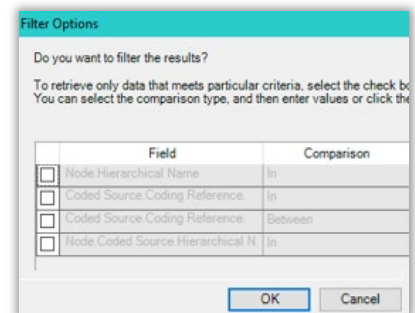 Filter Options
Do you want to filter the results?
To retrieve only data that meets particular criteria, select the check bo
You can select the comparison type, and then enter values or click the
Field Comparison
Node.Hierarchical Name In
Coded Source.Coding Reference. In
Coded Source.Coding Reference. Between
Node.Coded Source.Hierarchical N In
OK Cancel